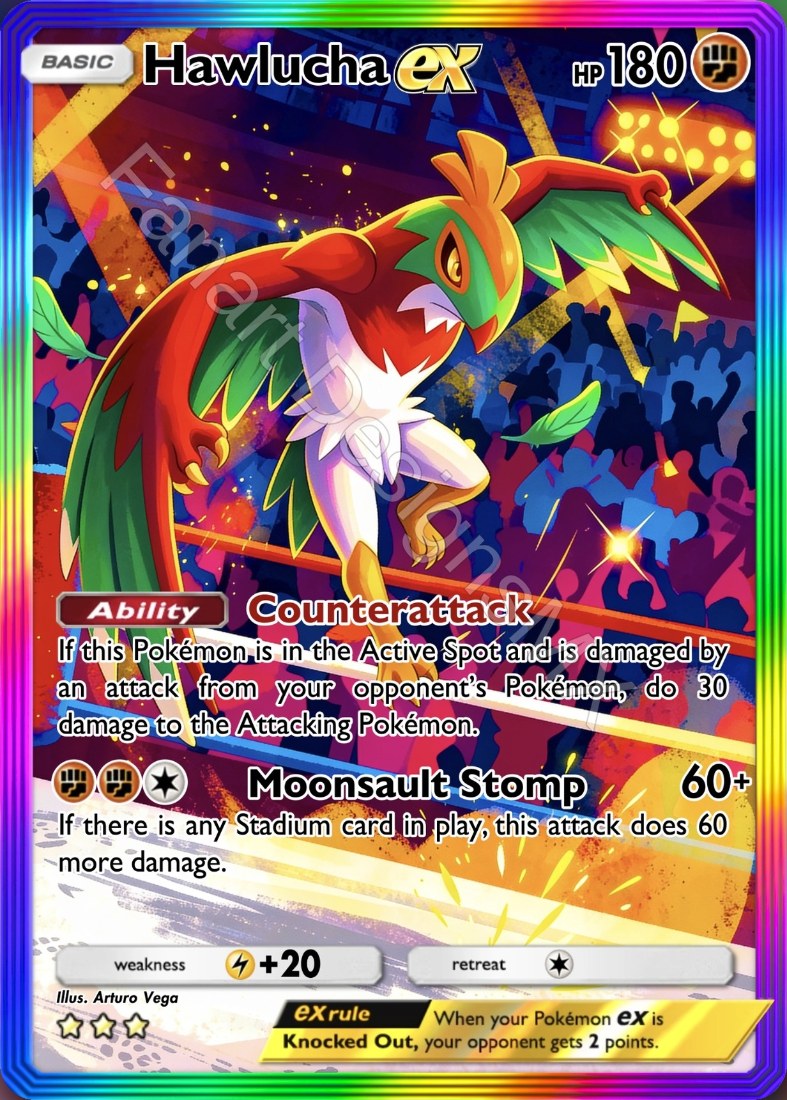 BASIC Hawlucha ex HP 180
Fanart DesignsMX
Ability Counterattack
If this Pokémon is in the Active Spot and is damaged by
an attack from your opponent's Pokémon, do 30
damage to the Attacking Pokémon.
Moonsault Stomp 60+
If there is any Stadium card in play, this attack does 60
more damage.
weakness +20 retreat
Illus. Arturo Vega
ex rule When your Pokémon ex is
Knocked Out, your opponent gets 2 points.